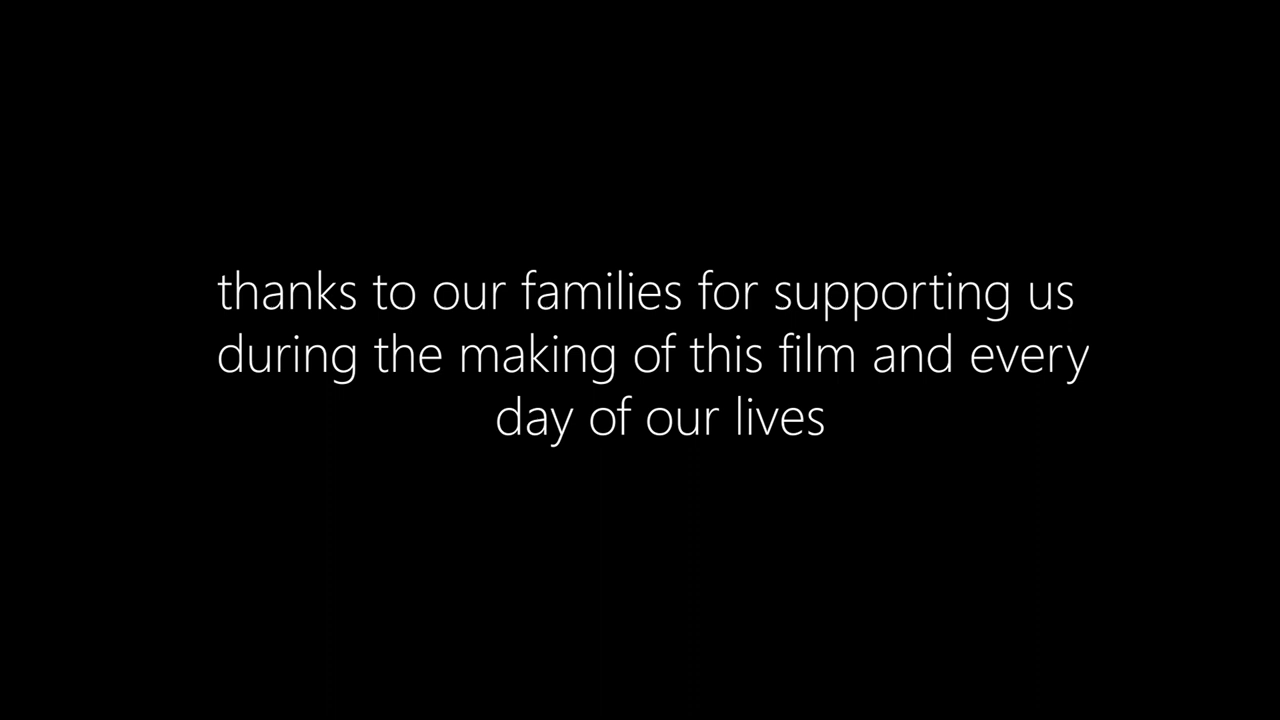 thanks to our families for supporting us
during the making of this film and every
day of our lives